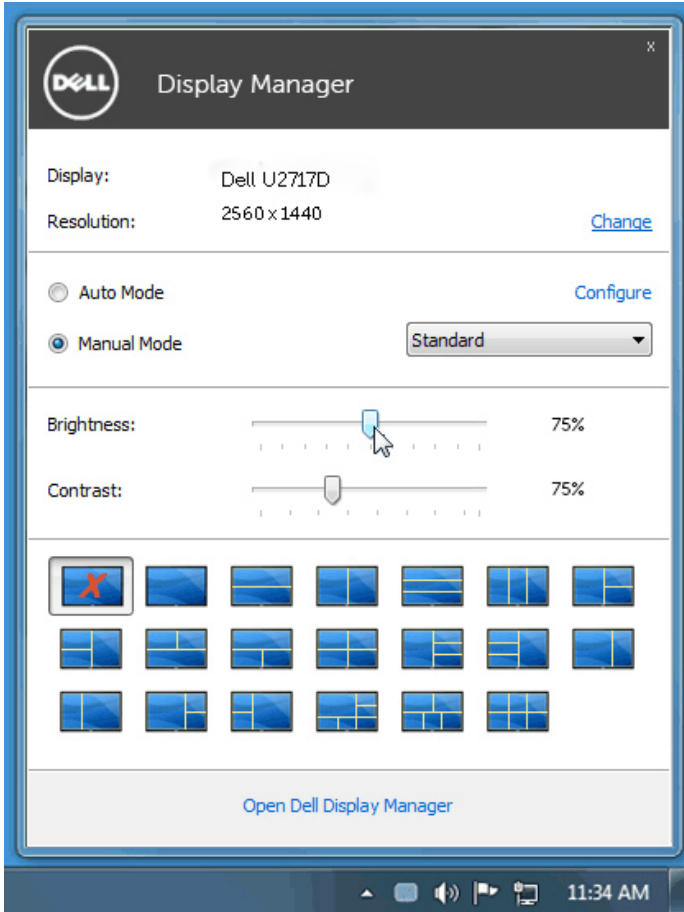 x
DELL
Display Manager
Display: Dell U2717D
Resolution: 2560 x 1440 Change
Auto Mode Configure
Manual Mode Standard
Brightness: 75%
Contrast: 75%
Open Dell Display Manager
11:34 AM